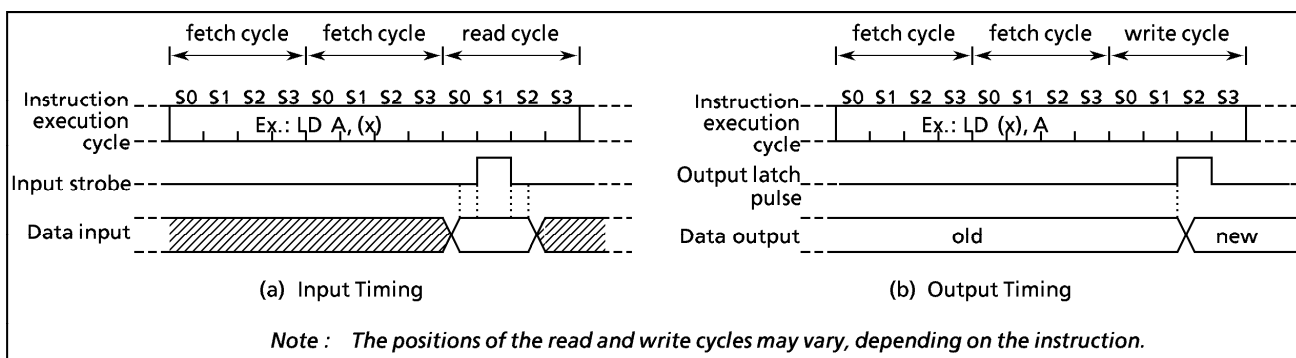 fetch cycle fetch cycle read cycle
S0 S1 S2 S3 S0 S1 S2 S3 S0 S1 S2 S3
Instruction
execution
cycle
Ex.: LD A, (x)
Input strobe
Data input
(a) Input Timing
fetch cycle fetch cycle write cycle
S0 S1 S2 S3 S0 S1 S2 S3 S0 S1 S2 S3
Instruction
execution
cycle
Ex.: LD (x), A
Output latch
pulse
Data output
old
new
(b) Output Timing
Note : The positions of the read and write cycles may vary, depending on the instruction.